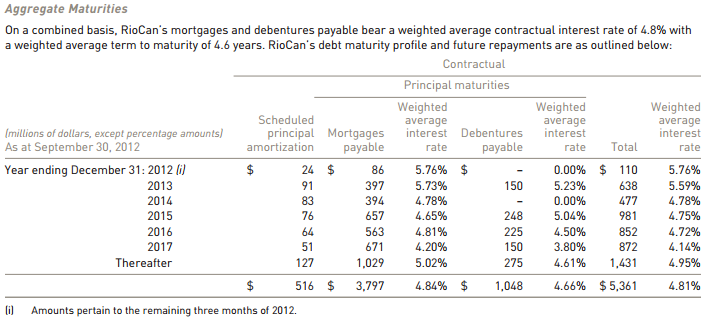 Aggregate Maturities
On a combined basis, RioCan's mortgages and debentures payable bear a weighted average contractual interest rate of 4.8% with
a weighted average term to maturity of 4.6 years. RioCan's debt maturity profile and future repayments are as outlined below:
Contractual
Principal maturities
Weighted Weighted Weighted
Scheduled average average average
(millions of dollars, except percentage amounts) principal Mortgages interest Debentures interest interest
As at September 30, 2012 amortization payable rate payable rate Total rate
Year ending December 31: 2012 (i) $ 24 $ 86 5.76% $ – 0.00% $ 110 5.76%
2013 91 397 5.73% 150 5.23% 638 5.59%
2014 83 394 4.78% – 0.00% 477 4.78%
2015 76 657 4.65% 248 5.04% 981 4.75%
2016 64 563 4.81% 225 4.50% 852 4.72%
2017 51 671 4.20% 150 3.80% 872 4.14%
Thereafter 127 1,029 5.02% 275 4.61% 1,431 4.95%
$ 516 $ 3,797 4.84% $ 1,048 4.66% $ 5,361 4.81%
(i) Amounts pertain to the remaining three months of 2012.